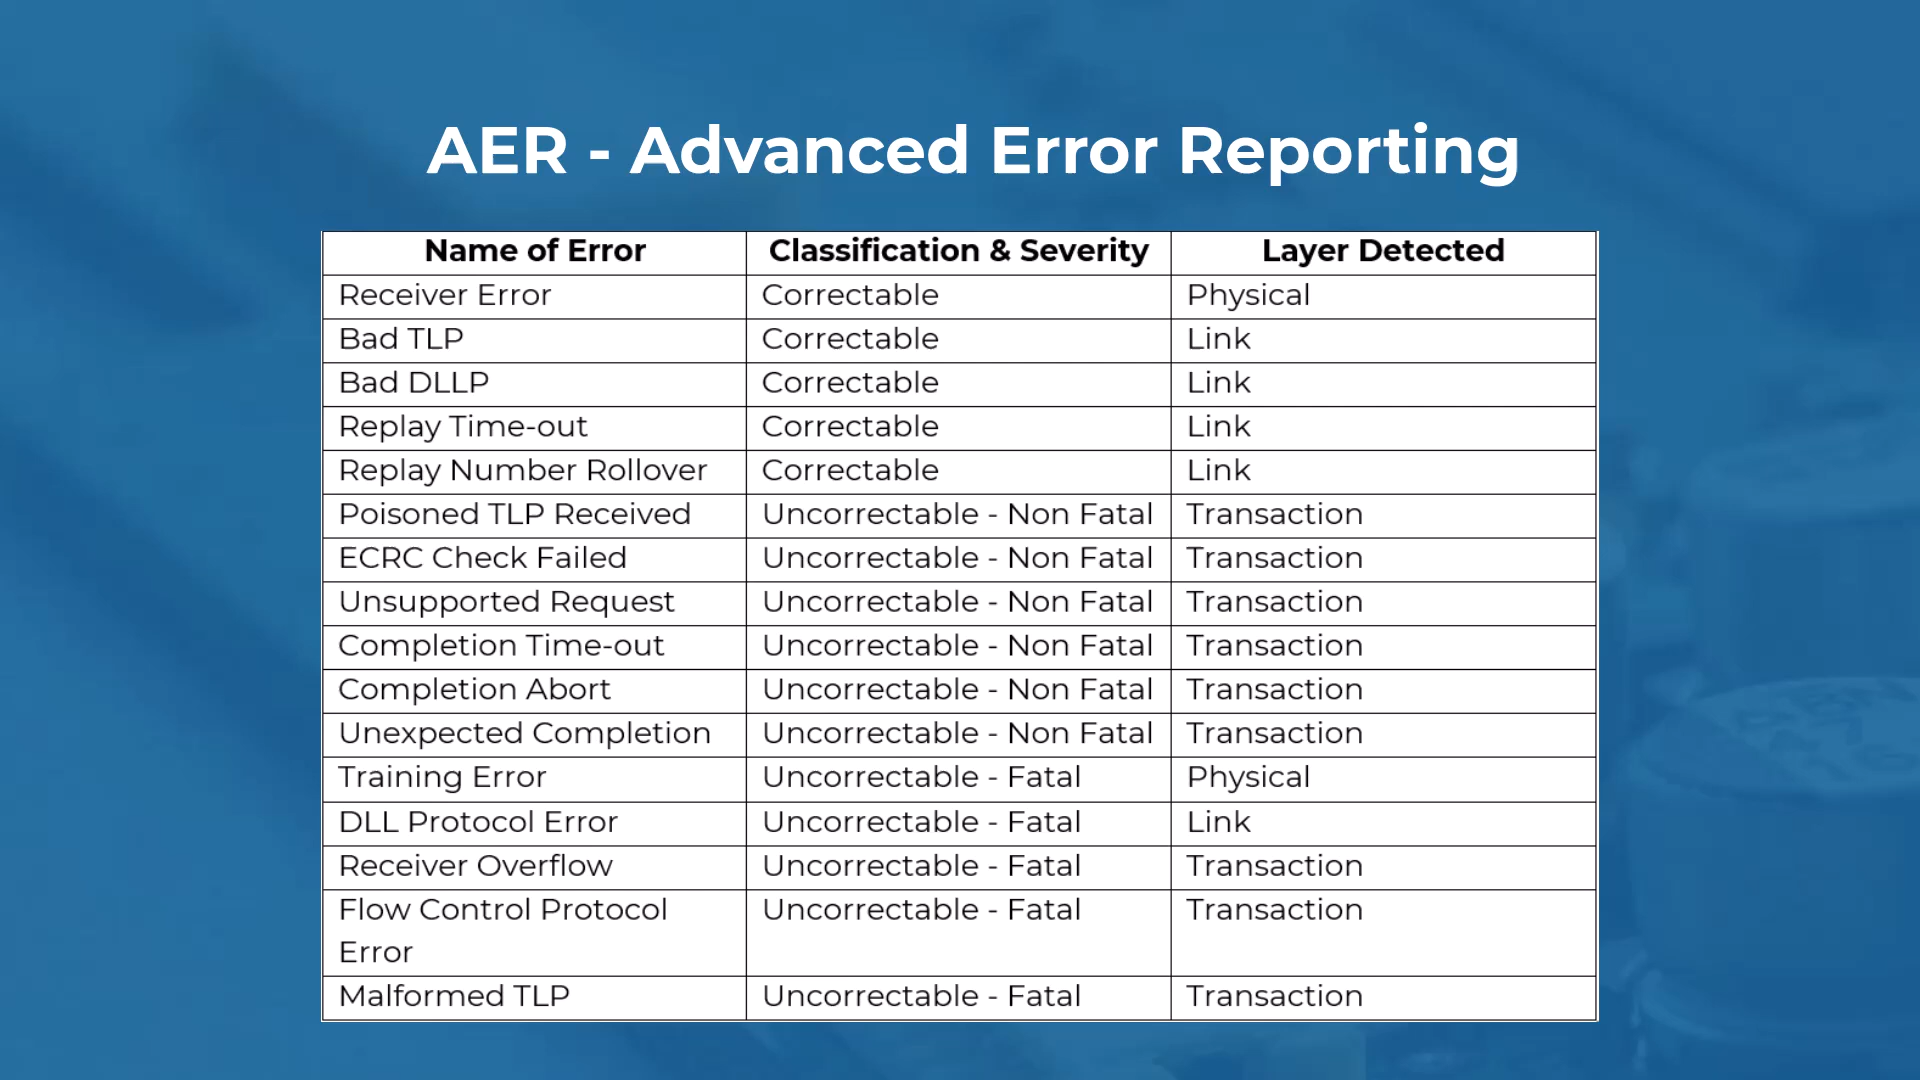 AER - Advanced Error Reporting
Name of Error Classification & Severity Layer Detected
Receiver Error Correctable Physical
Bad TLP Correctable Link
Bad DLLP Correctable Link
Replay Time-out Correctable Link
Replay Number Rollover Correctable Link
Poisoned TLP Received Uncorrectable - Non Fatal Transaction
ECRC Check Failed Uncorrectable - Non Fatal Transaction
Unsupported Request Uncorrectable - Non Fatal Transaction
Completion Time-out Uncorrectable - Non Fatal Transaction
Completion Abort Uncorrectable - Non Fatal Transaction
Unexpected Completion Uncorrectable - Non Fatal Transaction
Training Error Uncorrectable - Fatal Physical
DLL Protocol Error Uncorrectable - Fatal Link
Receiver Overflow Uncorrectable - Fatal Transaction
Flow Control Protocol Uncorrectable - Fatal Transaction
Error
Malformed TLP Uncorrectable - Fatal Transaction